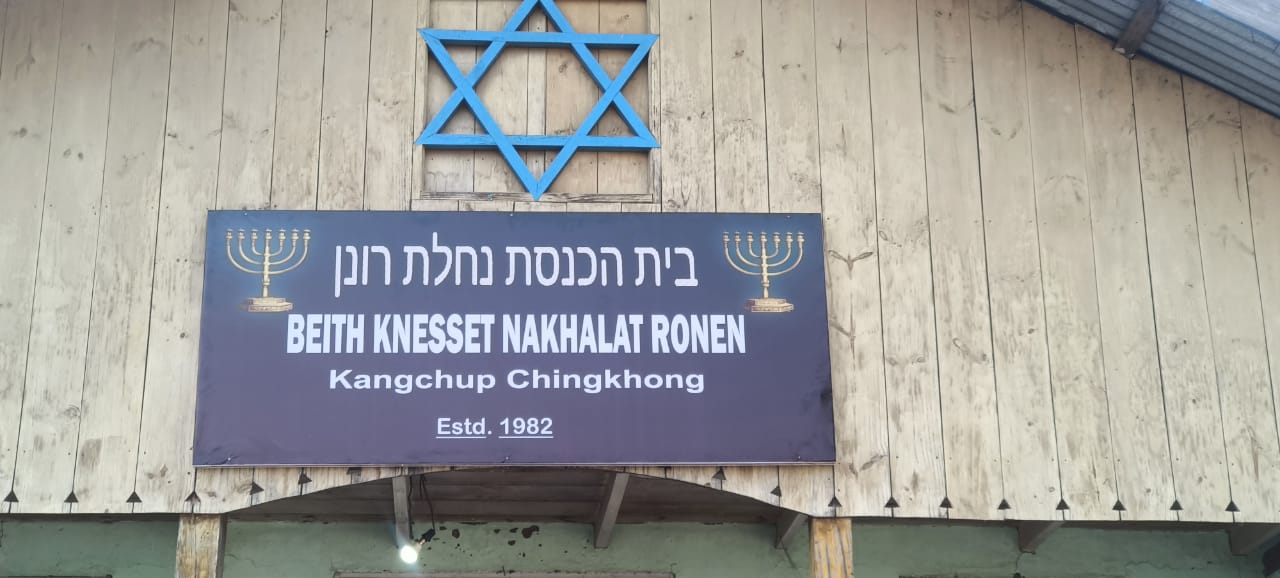 בית הכנסת נחלת רונן
BEITH KNESSET NAKHALAT RONEN
Kangchup Chingkhong
Estd. 1982